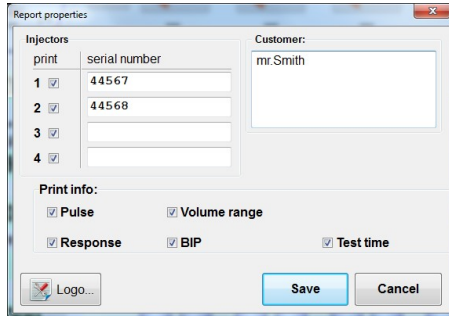 Report properties
Injectors
print serial number
1 44567
2 44568
3
4
Customer:
mr.Smith
Print info:
Pulse Volume range
Response BIP Test time
Logo... Save Cancel